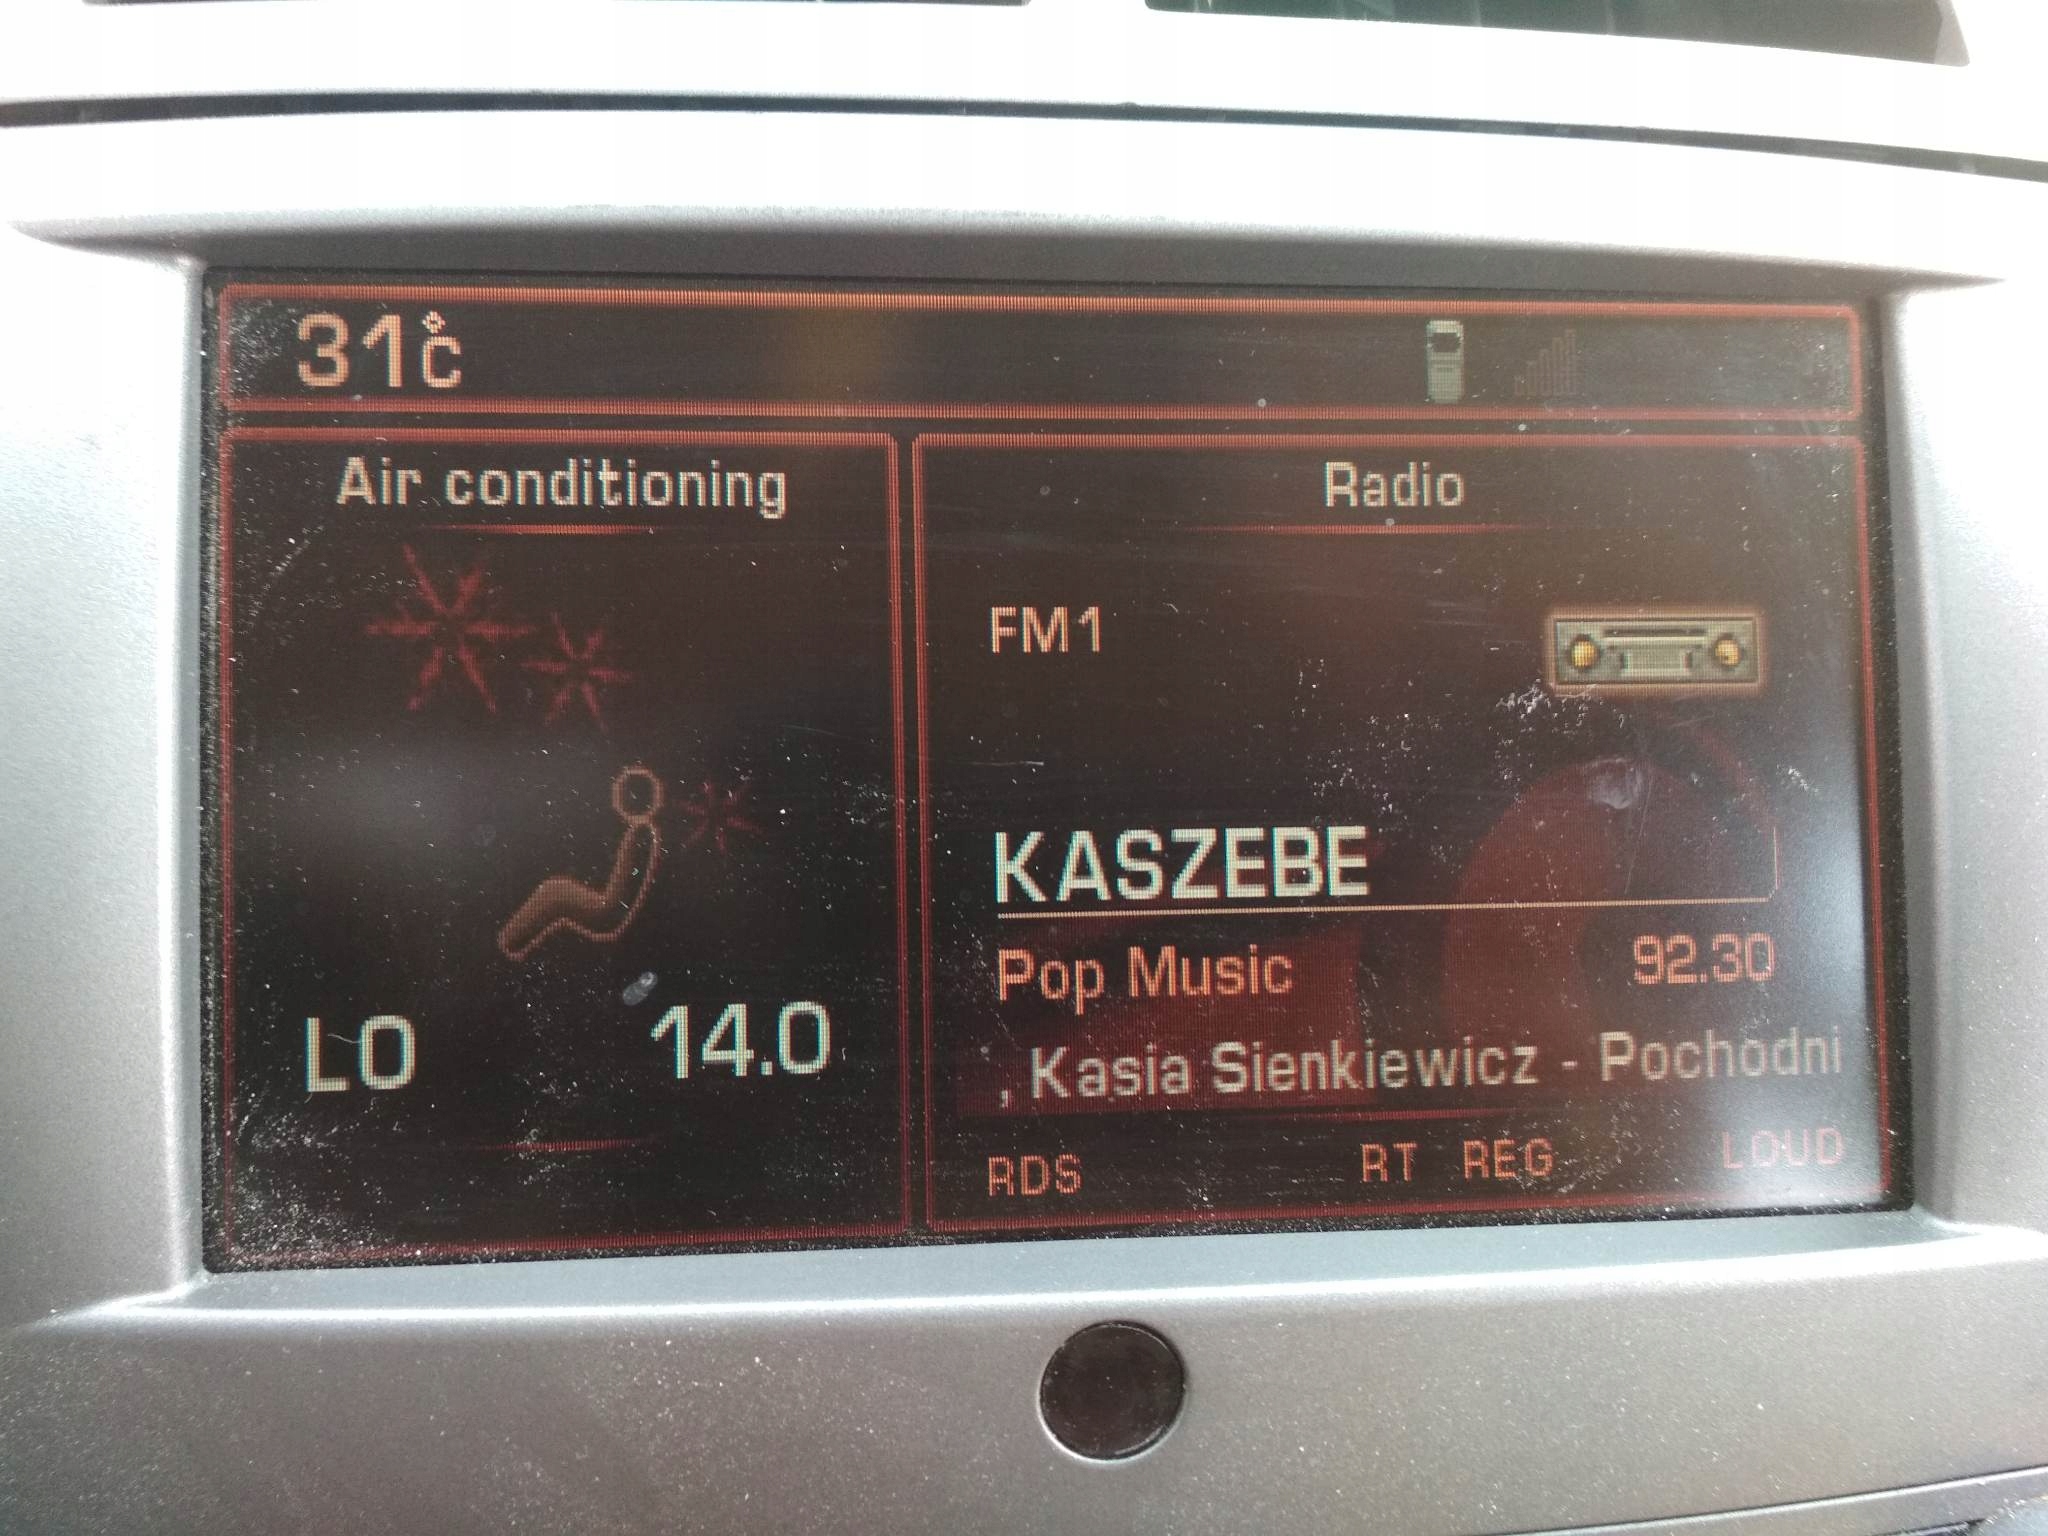 31°C
Air conditioning
LO 14.0
Radio
FM1
KASZEBE
Pop Music 92.30
, Kasia Sienkiewicz - Pochodni
RDS RT REG LOUD